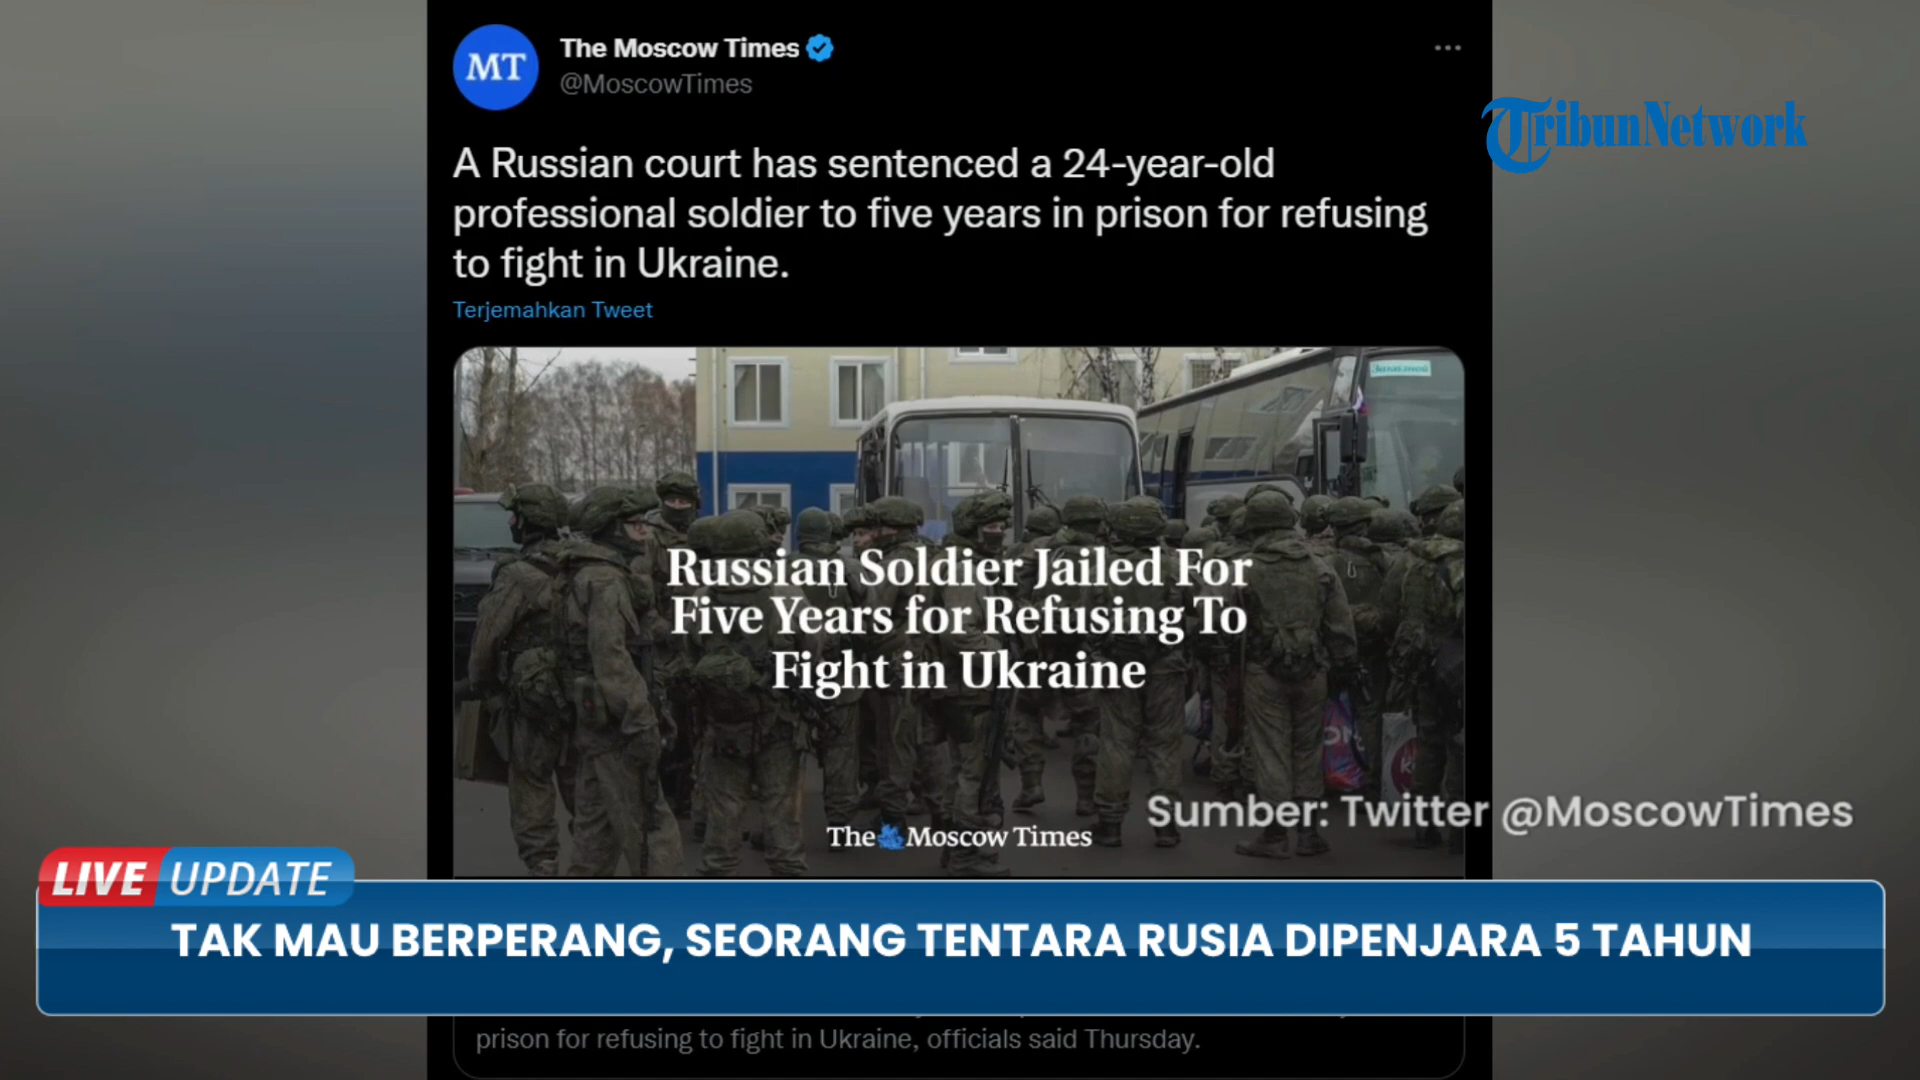 MT
The Moscow Times
@MoscowTimes
TribunNetwork
A Russian court has sentenced a 24-year-old
professional soldier to five years in prison for refusing
to fight in Ukraine.
Terjemahkan Tweet
Russian Soldier Jailed For
Five Years for Refusing To
Fight in Ukraine
The Moscow Times
Sumber: Twitter @MoscowTimes
LIVE UPDATE
TAK MAU BERPERANG, SEORANG TENTARA RUSIA DIPENJARA 5 TAHUN
prison for refusing to fight in Ukraine, officials said Thursday.